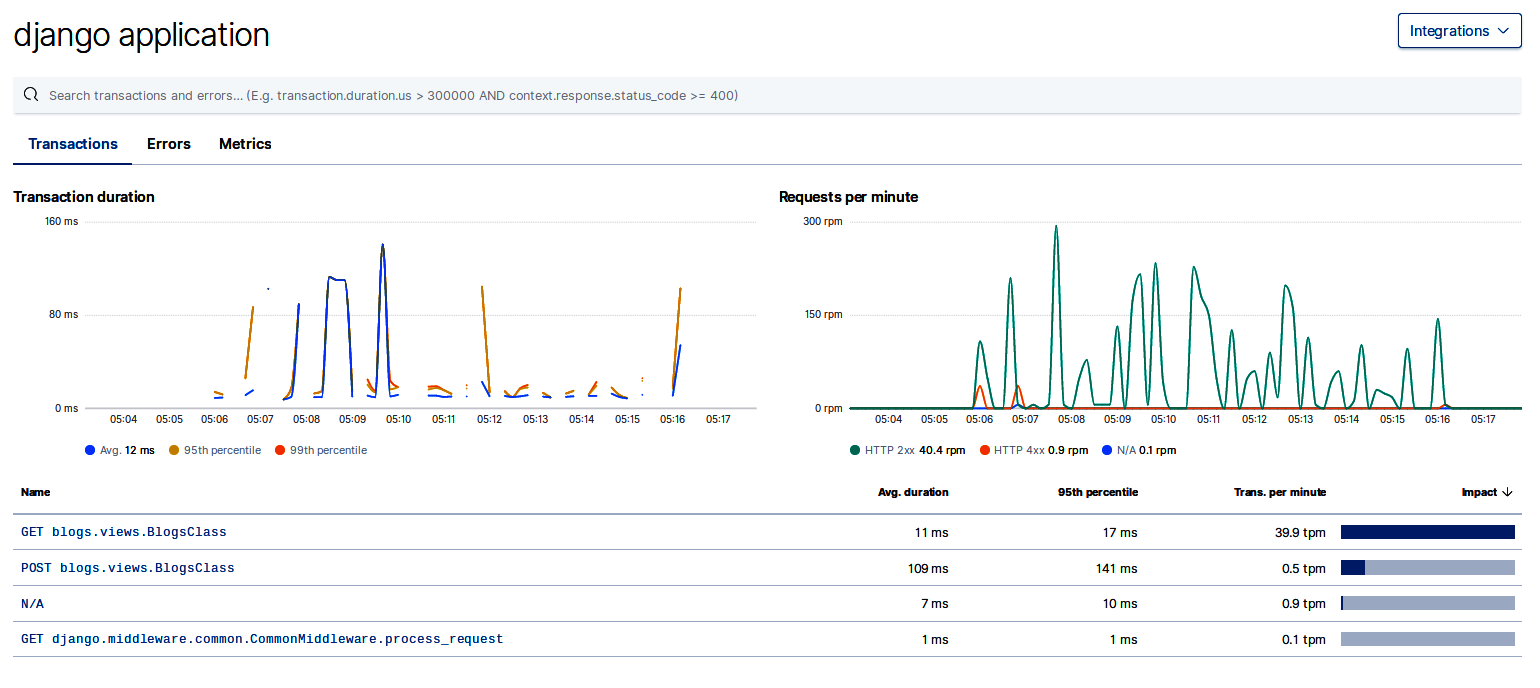 django application
Integrations
Search transactions and errors... (E.g. transaction.duration.us > 300000 AND context.response.status_code >= 400)
Transactions Errors Metrics
Transaction duration
160 ms
80 ms
0 ms
05:04 05:05 05:06 05:07 05:08 05:09 05:10 05:11 05:12 05:13 05:14 05:15 05:16 05:17
Avg. 12 ms 95th percentile 99th percentile
Requests per minute
300 rpm
150 rpm
0 rpm
05:04 05:05 05:06 05:07 05:08 05:09 05:10 05:11 05:12 05:13 05:14 05:15 05:16 05:17
HTTP 2xx 40.4 rpm HTTP 4xx 0.9 rpm N/A 0.1 rpm
Name Avg. duration 95th percentile Trans. per minute Impact
GET blogs.views.BlogsClass 11 ms 17 ms 39.9 tpm
POST blogs.views.BlogsClass 109 ms 141 ms 0.5 tpm
N/A 7 ms 10 ms 0.9 tpm
GET django.middleware.common.CommonMiddleware.process_request 1 ms 1 ms 0.1 tpm